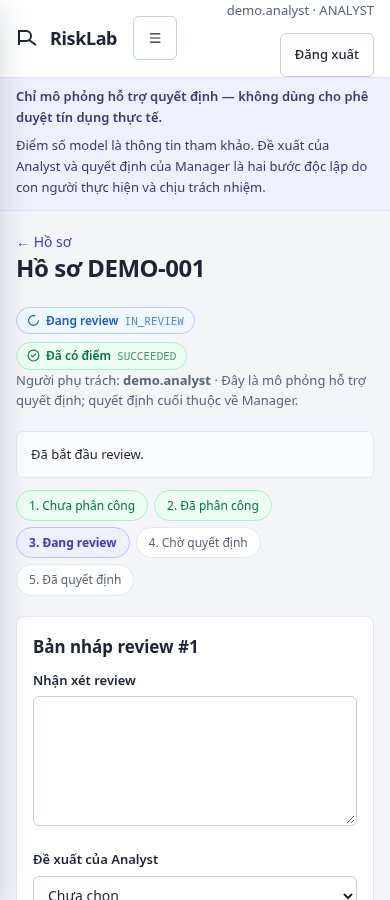 demo.analyst · ANALYST
RiskLab
Đăng xuất
Chỉ mô phỏng hỗ trợ quyết định — không dùng cho phê
duyệt tín dụng thực tế.
Điểm số model là thông tin tham khảo. Đề xuất của
Analyst và quyết định của Manager là hai bước độc lập do
con người thực hiện và chịu trách nhiệm.
← Hồ sơ
Hồ sơ DEMO-001
Đang review IN_REVIEW
Đã có điểm SUCCEEDED
Người phụ trách: demo.analyst · Đây là mô phỏng hỗ trợ
quyết định; quyết định cuối thuộc về Manager.
Đã bắt đầu review.
1. Chưa phân công 2. Đã phân công
3. Đang review 4. Chờ quyết định
5. Đã quyết định
Bản nháp review #1
Nhận xét review
Đề xuất của Analyst
Chưa chọn